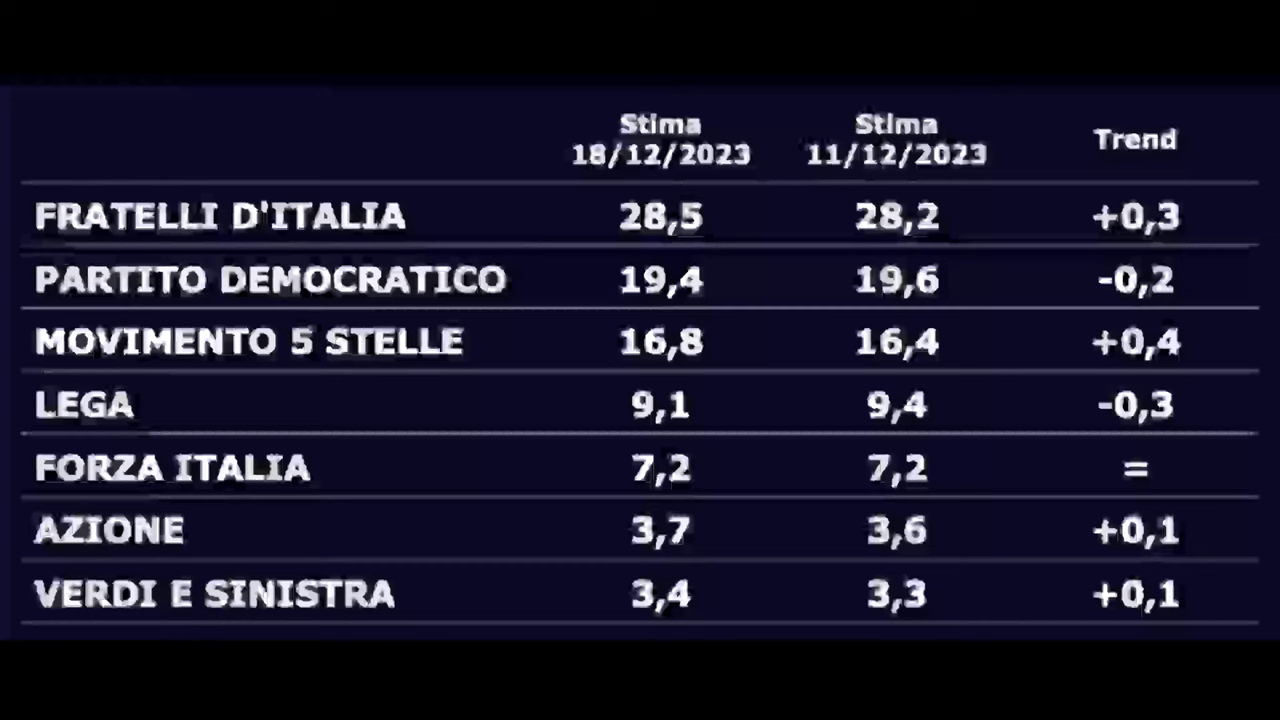 Stima 18/12/2023 Stima 11/12/2023 Trend
FRATELLI D'ITALIA 28,5 28,2 +0,3
PARTITO DEMOCRATICO 19,4 19,6 -0,2
MOVIMENTO 5 STELLE 16,8 16,4 +0,4
LEGA 9,1 9,4 -0,3
FORZA ITALIA 7,2 7,2 =
AZIONE 3,7 3,6 +0,1
VERDI E SINISTRA 3,4 3,3 +0,1